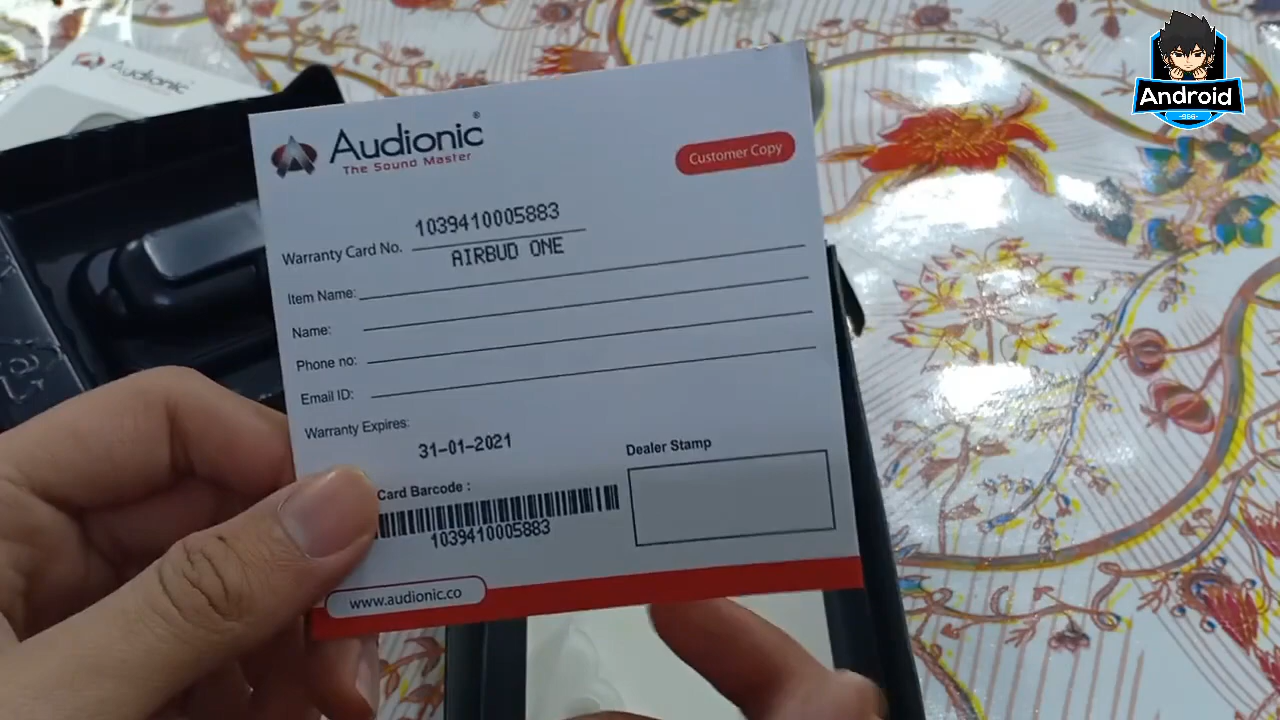 Audionic
Android
-986-
Audionic®
The Sound Master
Customer Copy
Warranty Card No. 1039410005883
AIRBUD ONE
Item Name:
Name:
Phone no:
Email ID:
Warranty Expires:
31-01-2021
Dealer Stamp
Card Barcode :
1039410005883
www.audionic.co